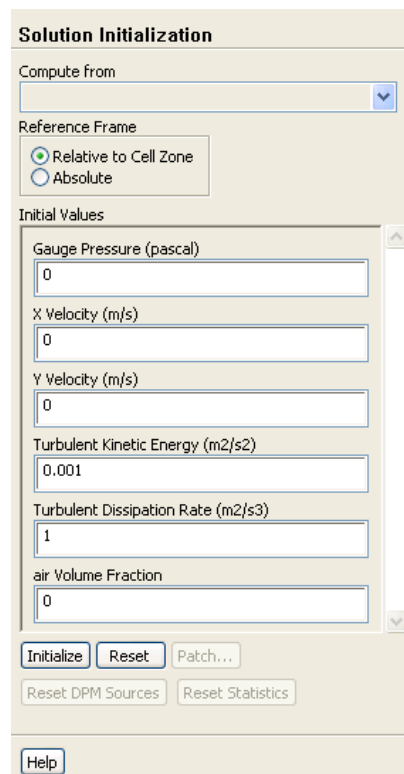 Solution Initialization
Compute from
Reference Frame
Relative to Cell Zone
Absolute
Initial Values
Gauge Pressure (pascal)
0
X Velocity (m/s)
0
Y Velocity (m/s)
0
Turbulent Kinetic Energy (m2/s2)
0.001
Turbulent Dissipation Rate (m2/s3)
1
air Volume Fraction
0
Initialize Reset Patch...
Reset DPM Sources Reset Statistics
Help